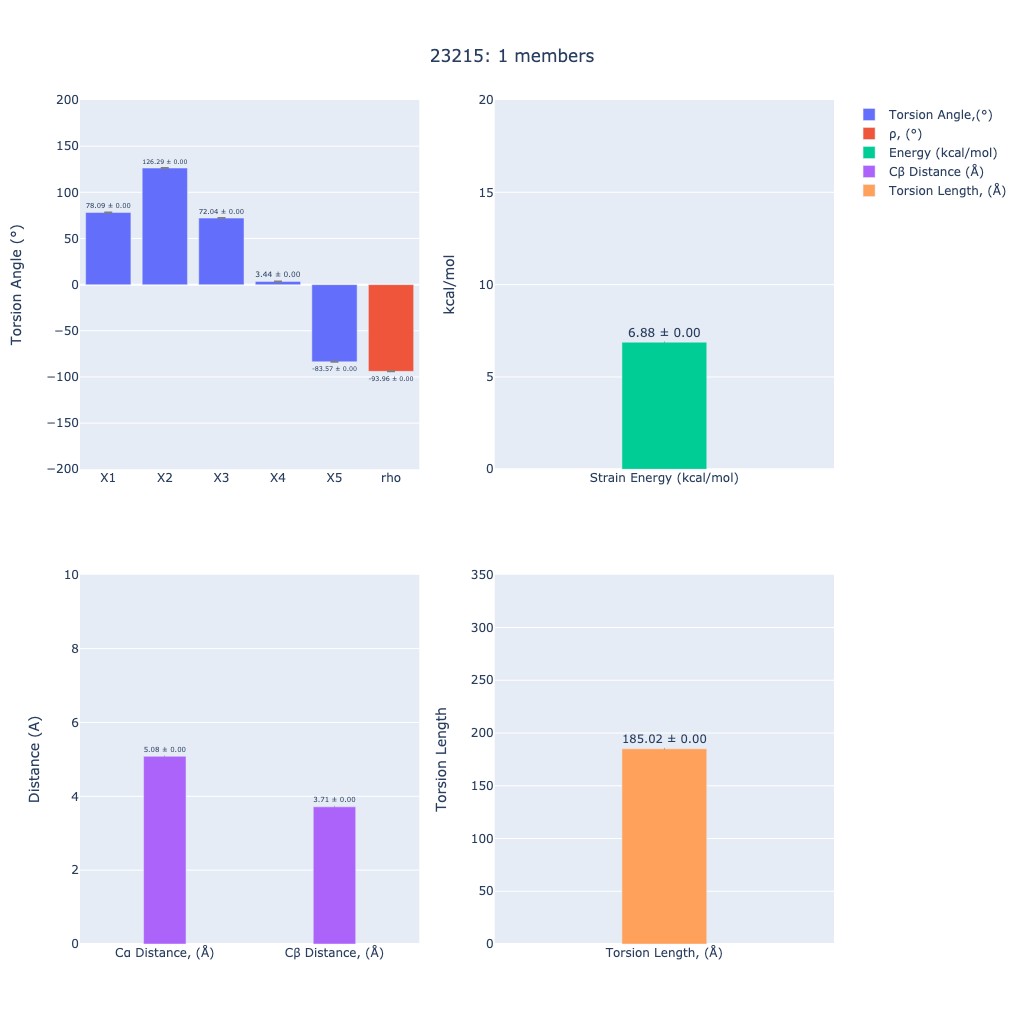 23215: 1 members
Torsion Angle (°)
200
150
100
50
0
−50
−100
−150
−200
78.09 ± 0.00
126.29 ± 0.00
72.04 ± 0.00
3.44 ± 0.00
-83.57 ± 0.00
-93.96 ± 0.00
X1 X2 X3 X4 X5 rho
kcal/mol
20
15
10
5
0
6.88 ± 0.00
Strain Energy (kcal/mol)
Torsion Angle,(°)
ρ, (°)
Energy (kcal/mol)
Cβ Distance (Å)
Torsion Length, (Å)
Distance (A)
10
8
6
4
2
0
5.08 ± 0.00
3.71 ± 0.00
Cα Distance, (Å) Cβ Distance, (Å)
Torsion Length
350
300
250
200
150
100
50
0
185.02 ± 0.00
Torsion Length, (Å)